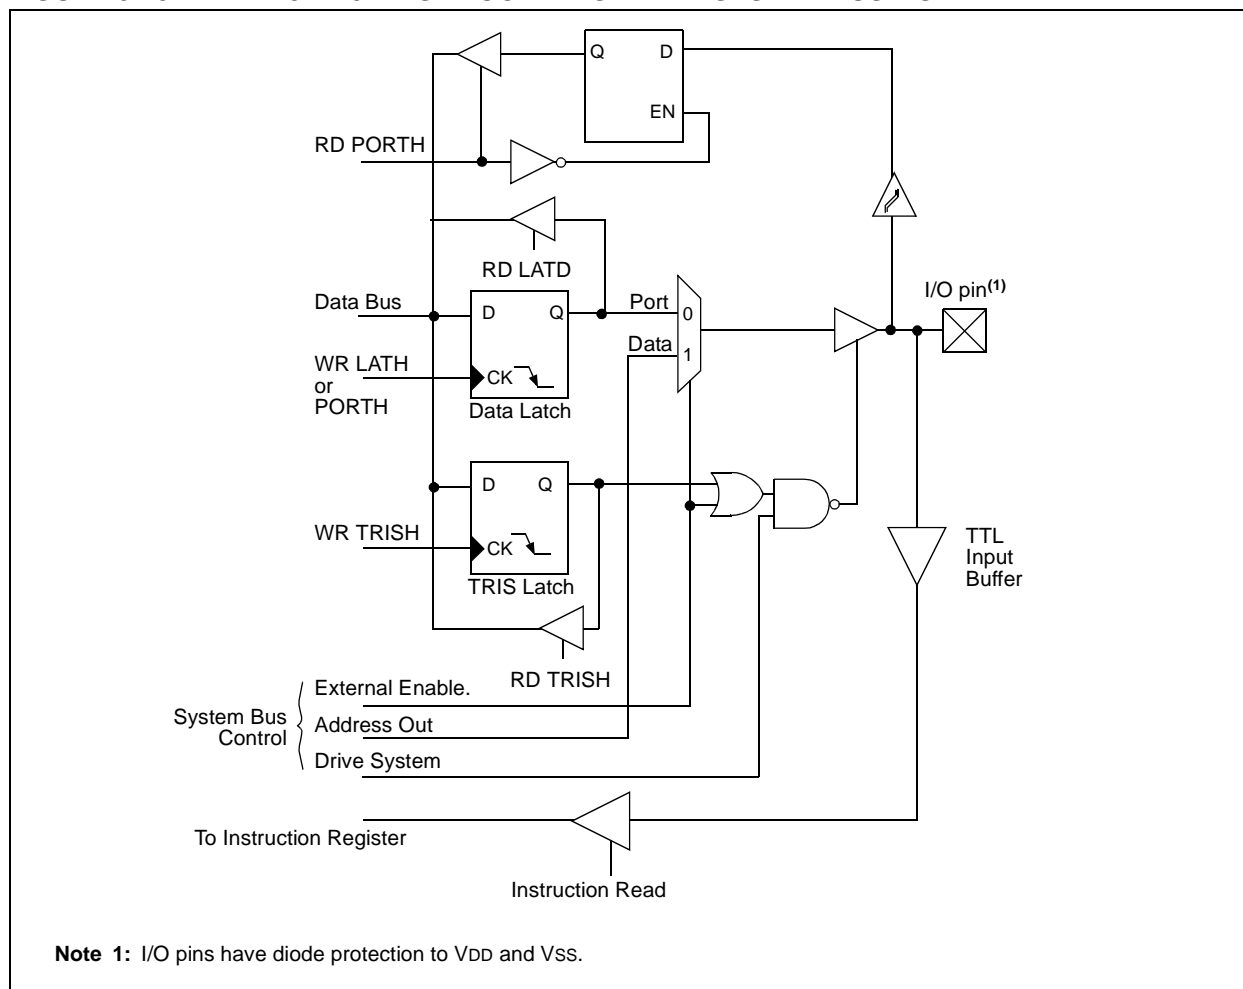 Q
D
EN
RD PORTH
RD LATD
I/O pin(1)
Data Bus
D
Q
Port
0
Data
1
WR LATH
or
PORTH
CK
Data Latch
D
Q
WR TRISH
CK
TRIS Latch
TTL
Input
Buffer
RD TRISH
External Enable.
System Bus
Control
Address Out
Drive System
To Instruction Register
Instruction Read
Note 1: I/O pins have diode protection to VDD and VSS.